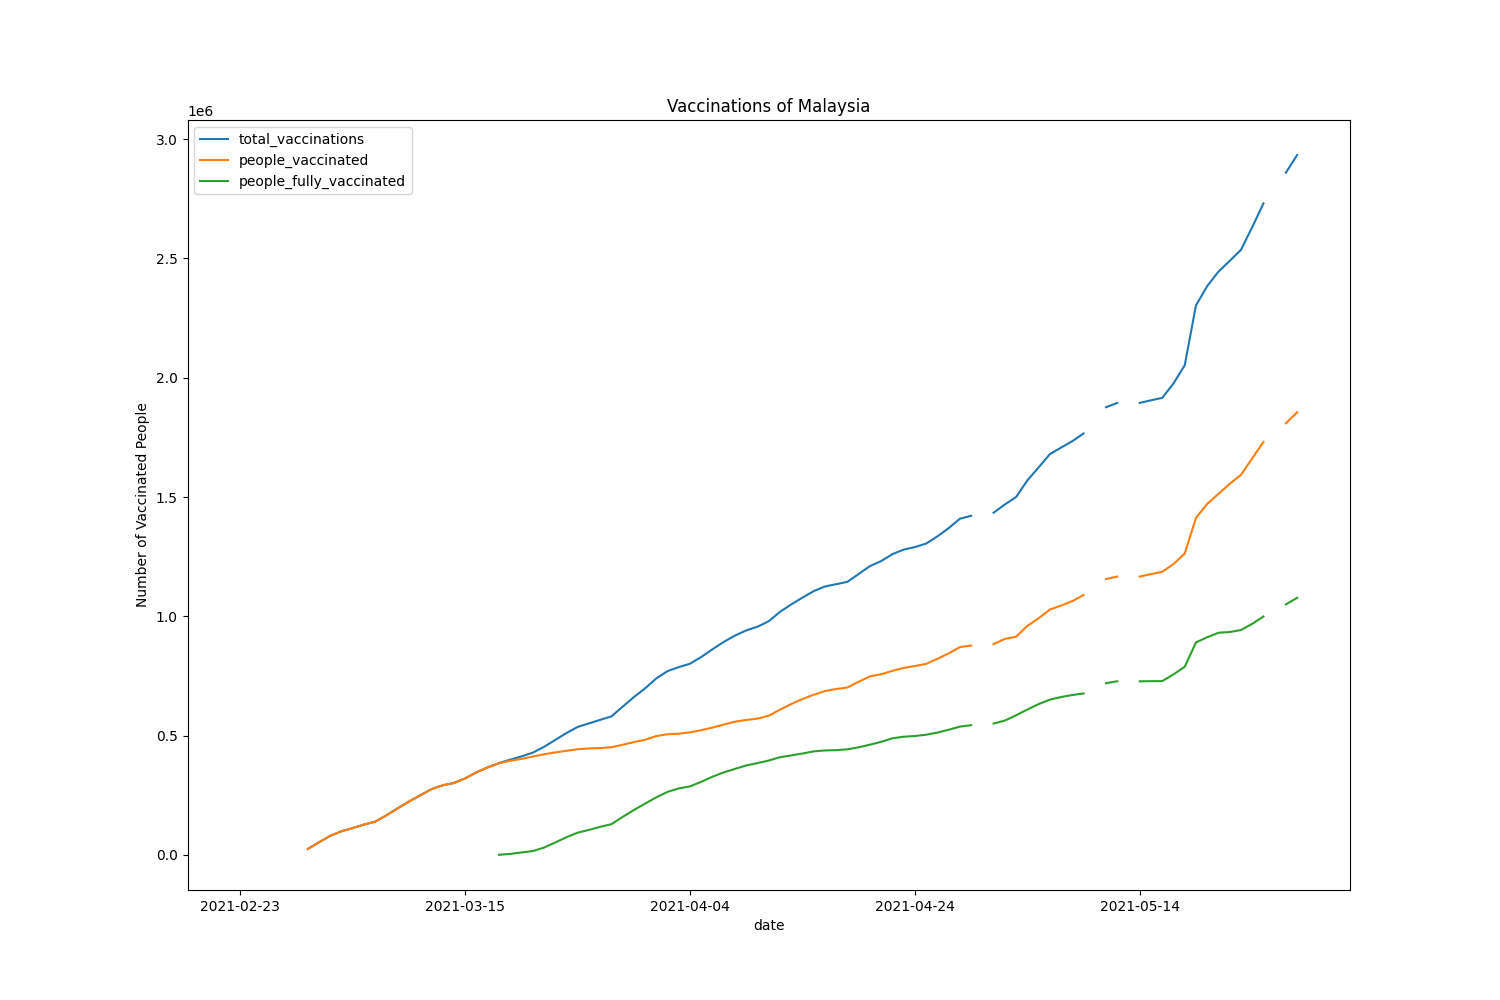 Vaccinations of Malaysia
1e6
total_vaccinations
people_vaccinated
people_fully_vaccinated
Number of Vaccinated People
3.0
2.5
2.0
1.5
1.0
0.5
0.0
2021-02-23 2021-03-15 2021-04-04 2021-04-24 2021-05-14
date